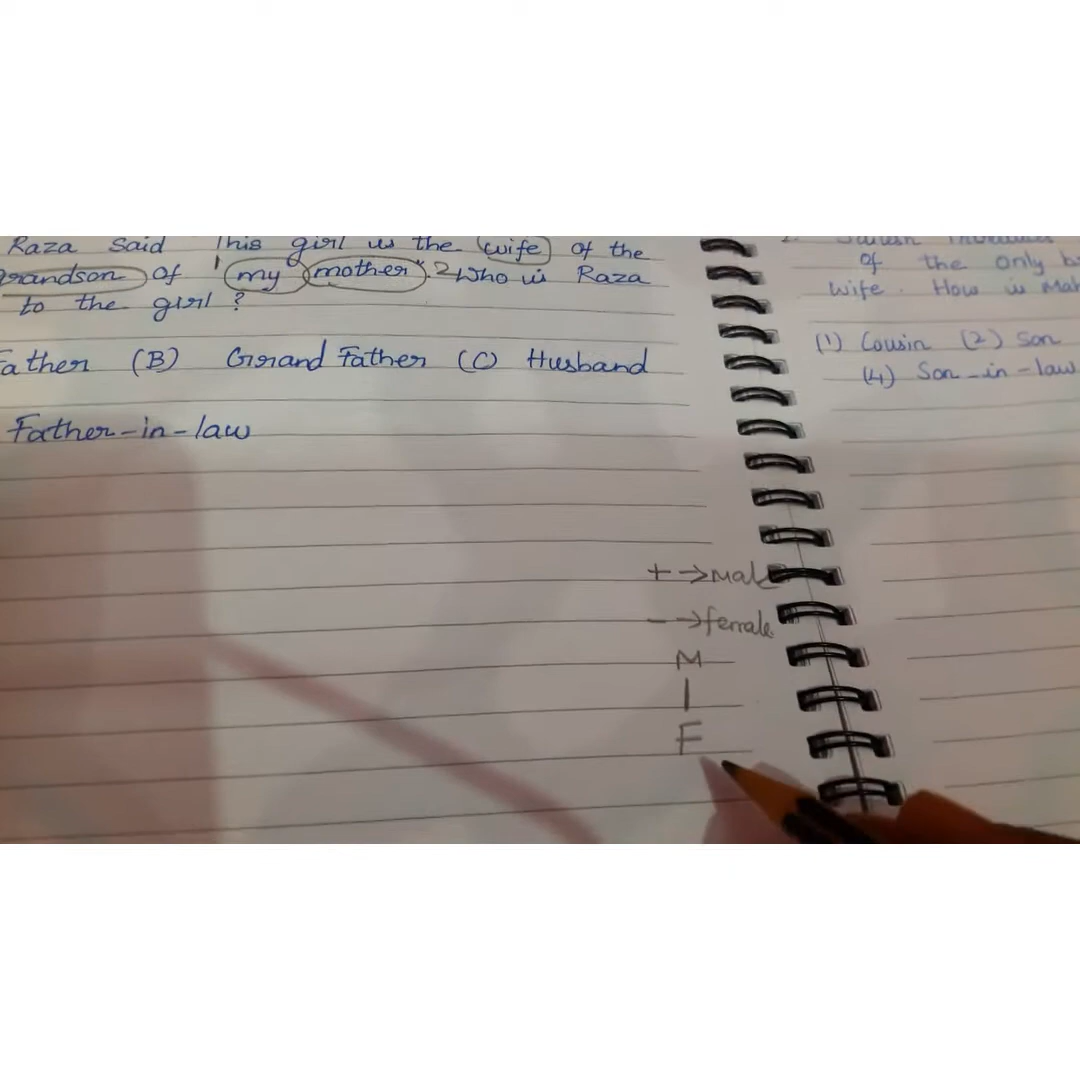 Raza said This girl is the wife of the
grandson of "my mother". Who is Raza
to the girl ?
Father (B) Grand Father (C) Husband
Father-in-law
+ → Male
- → female
M
|
F
of the only b
wife. How is Mah
(1) Cousin (2) Son
(4) Son-in-law